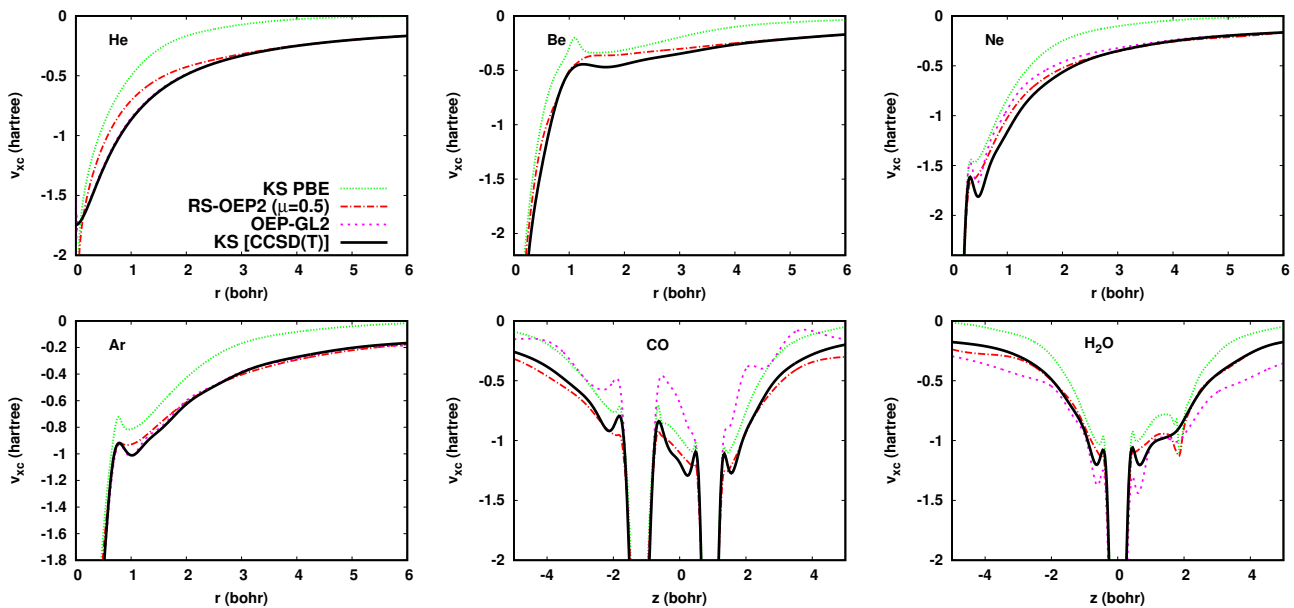 He
v_xc (hartree)
0
-0.5
-1
-1.5
-2
KS PBE
RS-OEP2 (μ=0.5)
OEP-GL2
KS [CCSD(T)]
0 1 2 3 4 5 6
r (bohr)
Be
v_xc (hartree)
0
-0.5
-1
-1.5
-2
0 1 2 3 4 5 6
r (bohr)
Ne
v_xc (hartree)
0
-0.5
-1
-1.5
-2
0 1 2 3 4 5 6
r (bohr)
Ar
v_xc (hartree)
0
-0.2
-0.4
-0.6
-0.8
-1
-1.2
-1.4
-1.6
-1.8
0 1 2 3 4 5 6
r (bohr)
CO
v_xc (hartree)
0
-0.5
-1
-1.5
-2
-4 -2 0 2 4
z (bohr)
H₂O
v_xc (hartree)
0
-0.5
-1
-1.5
-2
-4 -2 0 2 4
z (bohr)